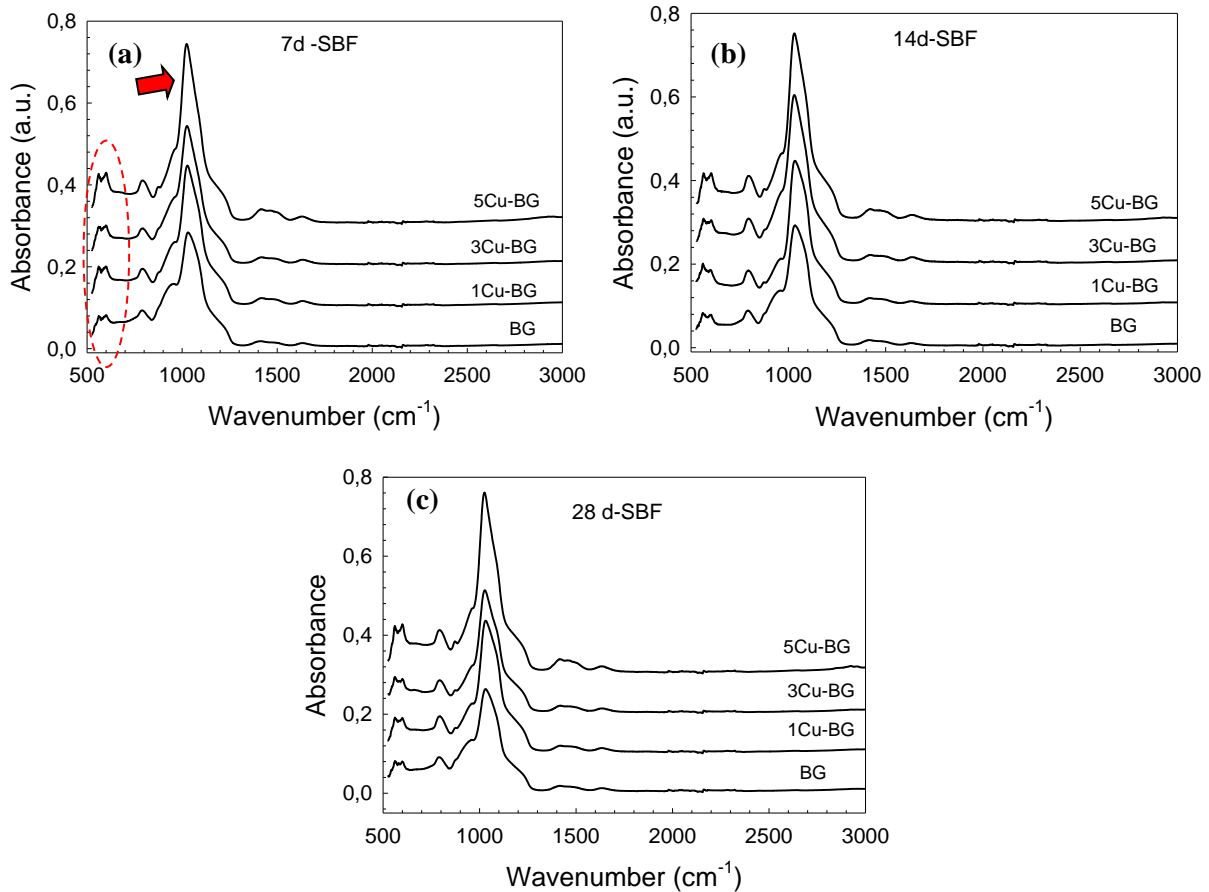 (a)
7d -SBF
0,8
0,6
0,4
0,2
0,0
Absorbance (a.u.)
5Cu-BG
3Cu-BG
1Cu-BG
BG
500 1000 1500 2000 2500 3000
Wavenumber (cm-1)
(b)
14d-SBF
0,8
0,6
0,4
0,2
0,0
Absorbance (a.u.)
5Cu-BG
3Cu-BG
1Cu-BG
BG
500 1000 1500 2000 2500 3000
Wavenumber (cm-1)
(c)
28 d-SBF
0,8
0,6
0,4
0,2
0,0
Absorbance
5Cu-BG
3Cu-BG
1Cu-BG
BG
500 1000 1500 2000 2500 3000
Wavenumber (cm-1)